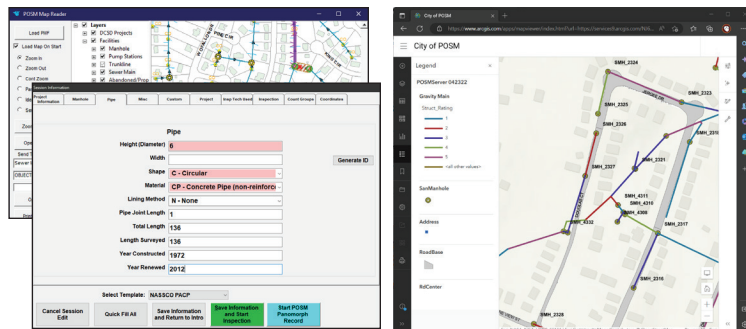 POSM Map Reader
Load PMF
Load Map On Start
Zoom-In
Zoom-Out
Layers
DCSD Projects
Facilities
Manhole
Pump Stations
Trunkline
Sewer Main
Abandoned/Prop
Session Information
Project Information
Manhole
Pipe
Misc
Custom
Project
Insp Tech Used
Inspection
Count Groups
Coordinates
Pipe
Height (Diameter) 6
Width
Generate ID
Shape C - Circular
Material CP - Concrete Pipe (non-reinforc
Lining Method N - None
Pipe Joint Length 1
Total Length 136
Length Surveyed 136
Year Constructed 1972
Year Renewed 2012
Select Template: NASSCO PACP
Cancel Session Edit
Quick Fill All
Save Information and Return to Intro
Save Information and Start Inspection
Start POSM Panomorph Record
City of POSM
City of POSM
Legend
POSMServer 042322
Gravity Main
Struct_Rating
1
2
3
4
5
<all other values>
SanManhole
Address
RoadBase
RdCenter
SMH_2324
SMH_2323
SMH_2325
SMH_2326
SMH_2327
SMH_2321
SMH_4311
SMH_4310
SMH_4308
SMH_4332
SMH_2317
SMH_2316